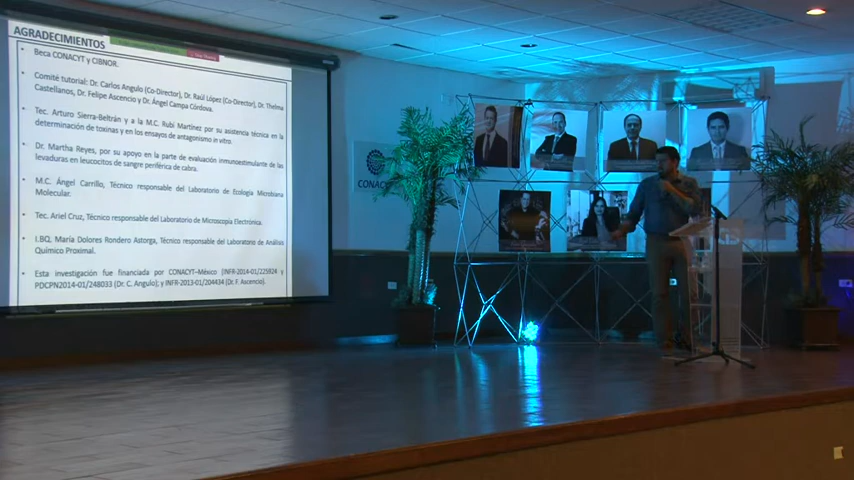 AGRADECIMIENTOS
Beca CONACYT y CIBNOR.
Comité tutorial: Dr. Carlos Angulo (Co-Director), Dr. Raúl López (Co-Director), Dr. Thelma
Castellanos, Dr. Felipe Ascencio y Dr. Ángel Campa Córdova.
Tec. Arturo Sierra-Beltrán y a la M.C. Rubí Martínez por su asistencia técnica en la
determinación de toxinas y en los ensayos de antagonismo in vitro.
Dr. Martha Reyes, por su apoyo en la parte de evaluación inmunoestimulante de las
levaduras en leucocitos de sangre periférica de cabra.
M.C. Ángel Carrillo, Técnico responsable del Laboratorio de Ecología Microbiana
Molecular.
Tec. Ariel Cruz, Técnico responsable del Laboratorio de Microscopía Electrónica.
I.BQ. María Dolores Rondero Astorga, Técnico responsable del Laboratorio de Análisis
Químico Proximal.
Esta investigación fue financiada por CONACYT–México (INFR-2014-01/225924 y
PDCPN2014-01/248033 (Dr. C. Angulo); y INFR-2013-01/204434 (Dr. F. Ascencio).